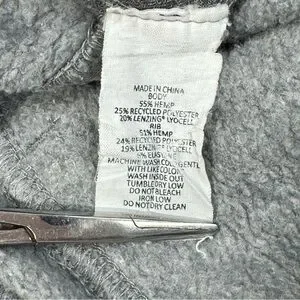 MADE IN CHINA
BODY
55% HEMP
25% RECYCLED POLYESTER
20% LENZING® LYOCELL
RIB
51% HEMP
24% RECYCLED POLYESTER
19% LENZING® LYOCELL
6% ELASTANE
MACHINE WASH COLD GENTL
WITH LIKE COLOR
WASH INSIDE OUT
TUMBLE DRY LOW
DO NOT BLEACH
IRON LOW
DO NOT DRY CLEAN